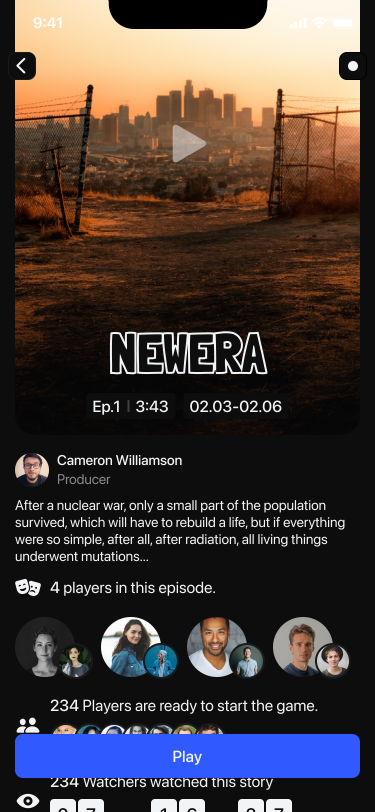 9:41
NEWERA
Ep.1 | 3:43 02.03-02.06
Cameron Williamson
Producer
After a nuclear war, only a small part of the population
survived, which will have to rebuild a life, but if everything
were so simple, after all, after radiation, all living things
underwent mutations...
4 players in this episode.
234 Players are ready to start the game.
Play
234 Watchers watched this story